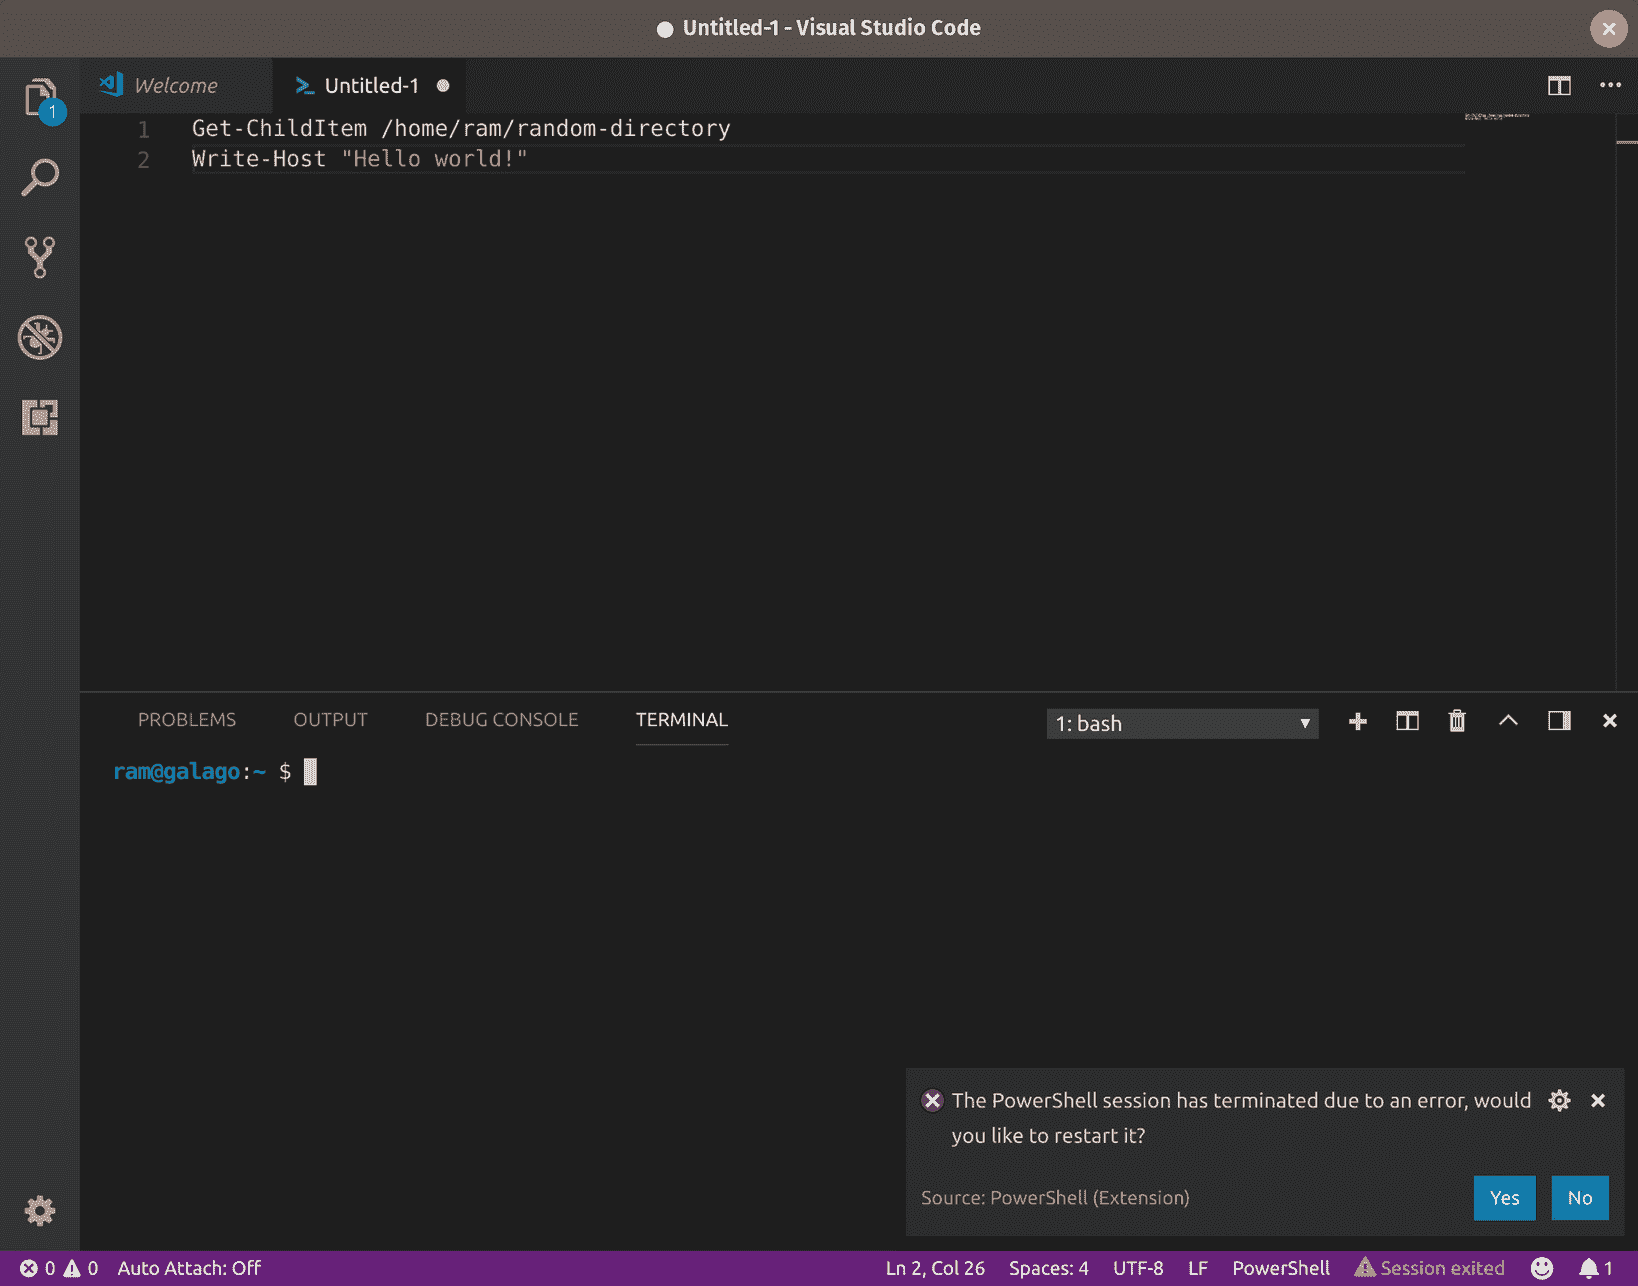 Untitled-1 - Visual Studio Code
Welcome
Untitled-1
1
1 Get-ChildItem /home/ram/random-directory
2 Write-Host "Hello world!"
PROBLEMS OUTPUT DEBUG CONSOLE TERMINAL 1: bash
ram@galago:~ $
The PowerShell session has terminated due to an error, would
you like to restart it?
Source: PowerShell (Extension) Yes No
0 0 Auto Attach: Off Ln 2, Col 26 Spaces: 4 UTF-8 LF PowerShell Session exited 1